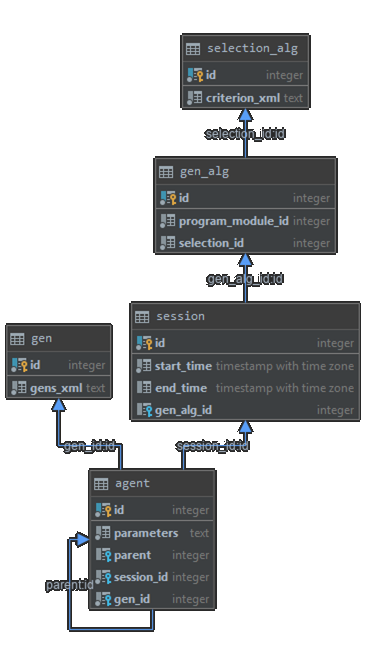 selection_alg
id integer
criterion_xml text
selection_id:id
gen_alg
id integer
program_module_id integer
selection_id integer
gen_alg_id:id
session
id integer
start_time timestamp with time zone
end_time timestamp with time zone
gen_alg_id integer
gen
id integer
gens_xml text
gen_id:id
session_id:id
agent
id integer
parameters text
parent integer
session_id integer
gen_id integer
parent:id